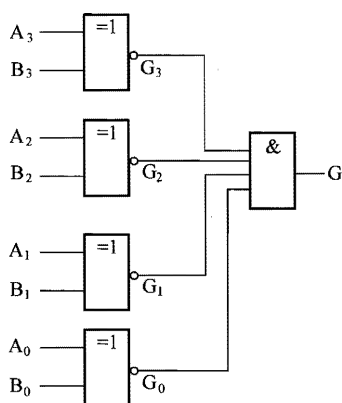 A₃ =1
B₃ G₃
A₂ =1 &
B₂ G₂ G
A₁ =1
B₁ G₁
A₀ =1
B₀ G₀